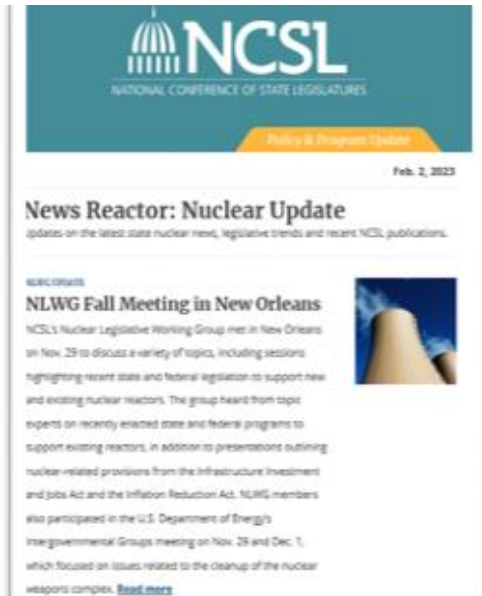 NCSL
NATIONAL CONFERENCE OF STATE LEGISLATURES
Policy & Program Update
Feb. 2, 2023
News Reactor: Nuclear Update
Updates on the latest state nuclear news, legislative trends and recent NCSL publications.
NLWG UPDATE
NLWG Fall Meeting in New Orleans
NCSL's Nuclear Legislative Working Group met in New Orleans
on Nov. 29 to discuss a variety of topics, including sessions
highlighting recent state and federal legislation to support new
and existing nuclear reactors. The group heard from topic
experts on recently enacted state and federal programs to
support existing reactors, in addition to presentations outlining
nuclear-related provisions from the Infrastructure Investment
and Jobs Act and the Inflation Reduction Act. NLWG members
also participated in the U.S. Department of Energy's
Intergovernmental Groups meeting on Nov. 29 and Dec. 1,
which focused on issues related to the cleanup of the nuclear
weapons complex. Read more